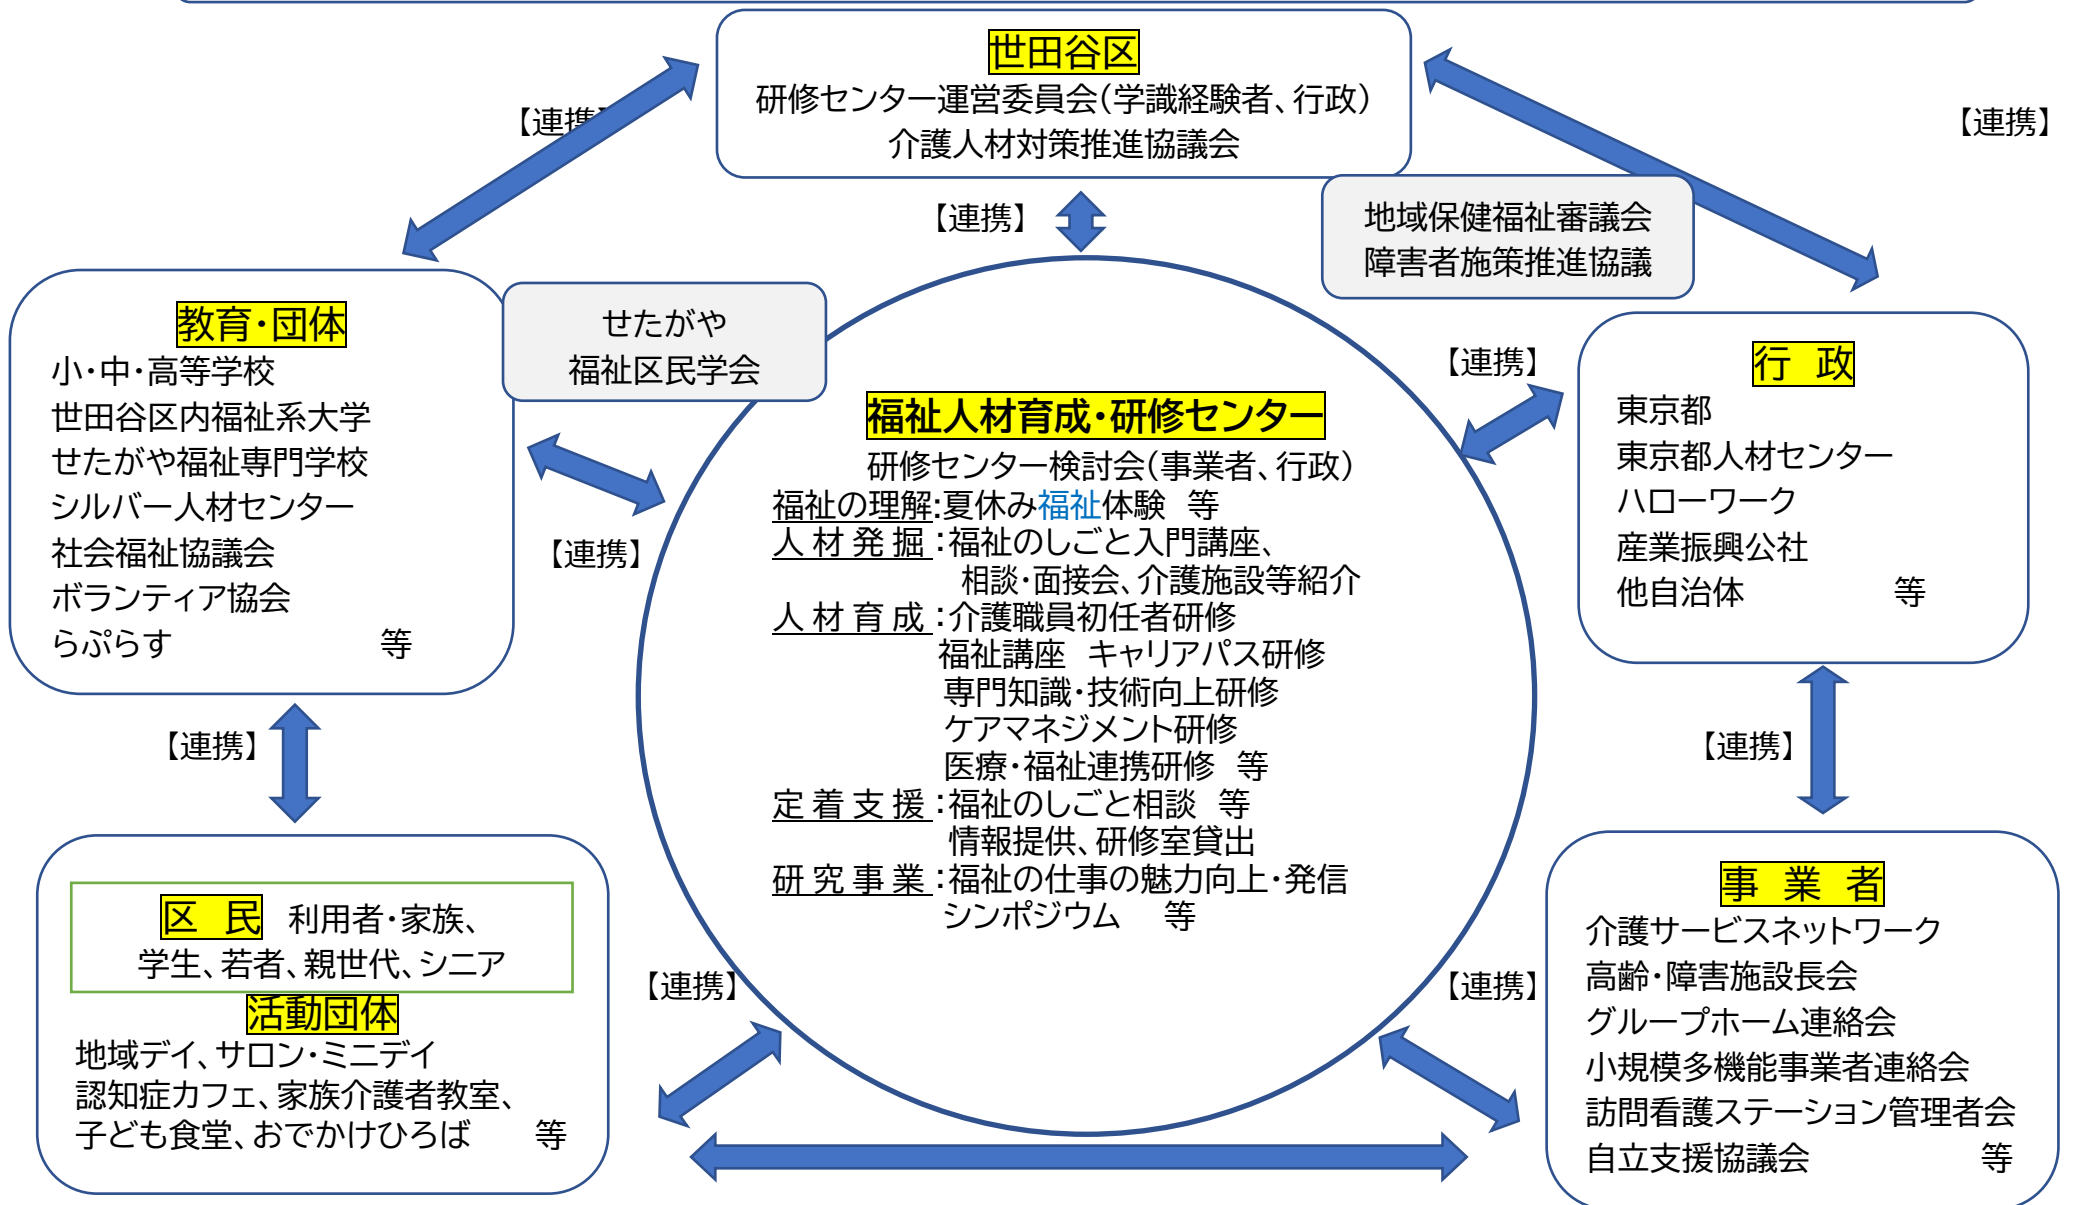 世田谷区
研修センター運営委員会(学識経験者、行政)
介護人材対策推進協議会
【連携】
【連携】
【連携】
地域保健福祉審議会
障害者施策推進協議
教育・団体
小・中・高等学校
世田谷区内福祉系大学
せたがや福祉専門学校
シルバー人材センター
社会福祉協議会
ボランティア協会
らぷらす 等
せたがや
福祉区民学会
【連携】
【連携】
行 政
東京都
東京都人材センター
ハローワーク
産業振興公社
他自治体 等
福祉人材育成・研修センター
研修センター検討会(事業者、行政)
福祉の理解:夏休み福祉体験 等
人材発掘:福祉のしごと入門講座、
相談・面接会、介護施設等紹介
人材育成:介護職員初任者研修
福祉講座 キャリアパス研修
専門知識・技術向上研修
ケアマネジメント研修
医療・福祉連携研修 等
定着支援:福祉のしごと相談 等
情報提供、研修室貸出
研究事業:福祉の仕事の魅力向上・発信
シンポジウム 等
【連携】
【連携】
区 民 利用者・家族、
学生、若者、親世代、シニア
活動団体
地域デイ、サロン・ミニデイ
認知症カフェ、家族介護者教室、
子ども食堂、おでかけひろば 等
【連携】
【連携】
事 業 者
介護サービスネットワーク
高齢・障害施設長会
グループホーム連絡会
小規模多機能事業者連絡会
訪問看護ステーション管理者会
自立支援協議会 等